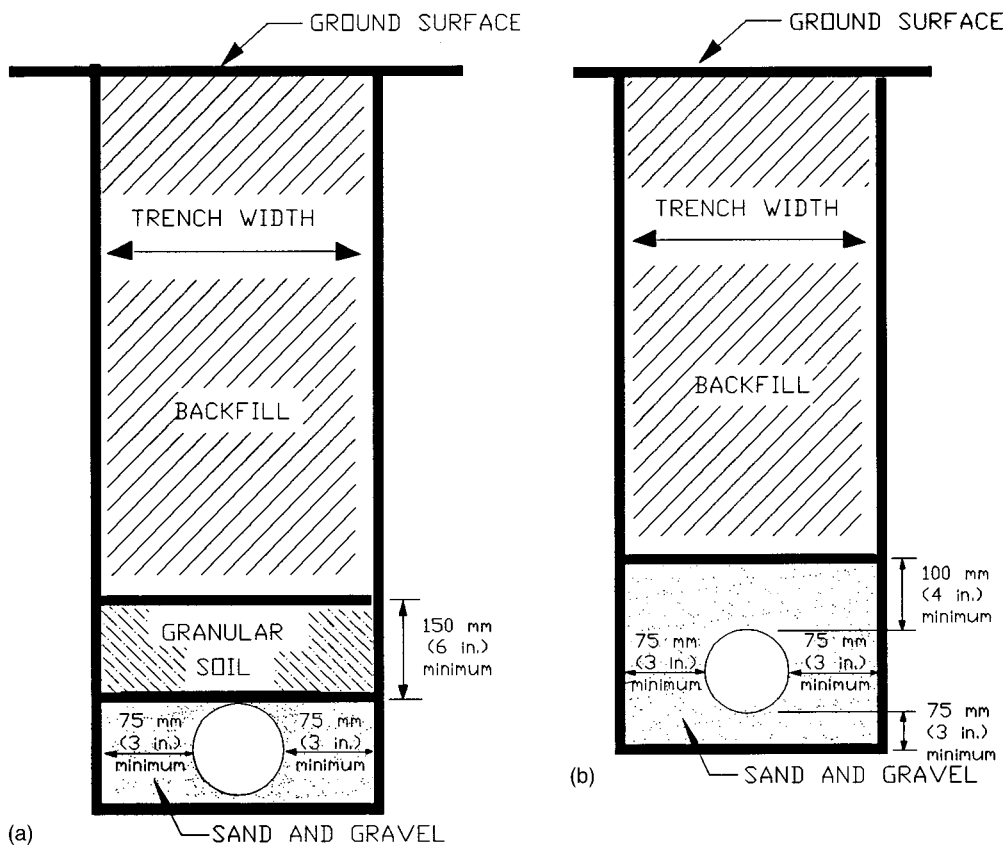 GROUND SURFACE
TRENCH WIDTH
BACKFILL
GRANULAR
SOIL
150 mm
(6 in.)
minimum
75 mm
(3 in.)
minimum
75 mm
(3 in.)
minimum
(a)
SAND AND GRAVEL
GROUND SURFACE
TRENCH WIDTH
BACKFILL
100 mm
(4 in.)
minimum
75 mm
(3 in.)
minimum
75 mm
(3 in.)
minimum
75 mm
(3 in.)
minimum
(b)
SAND AND GRAVEL